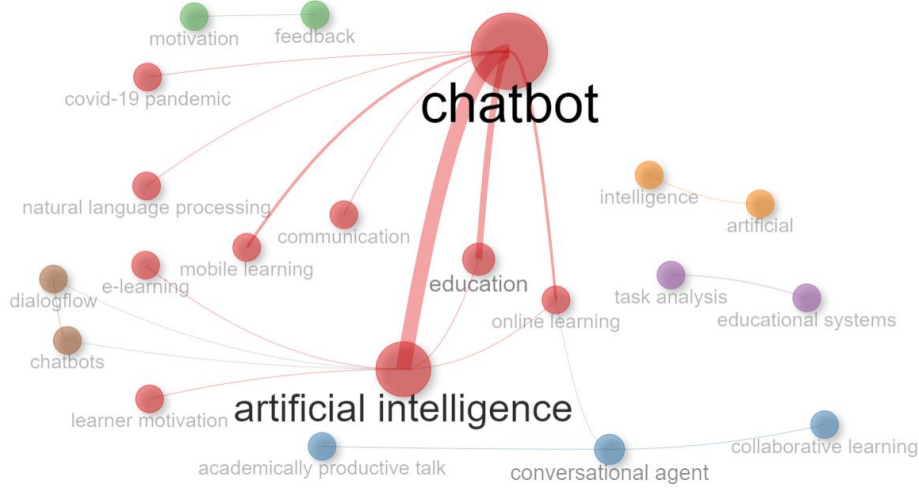 motivation
feedback
covid-19 pandemic
chatbot
natural language processing
intelligence
artificial
communication
mobile learning
e-learning
education
dialogflow
task analysis
online learning
educational systems
chatbots
learner motivation
artificial intelligence
collaborative learning
academically productive talk
conversational agent